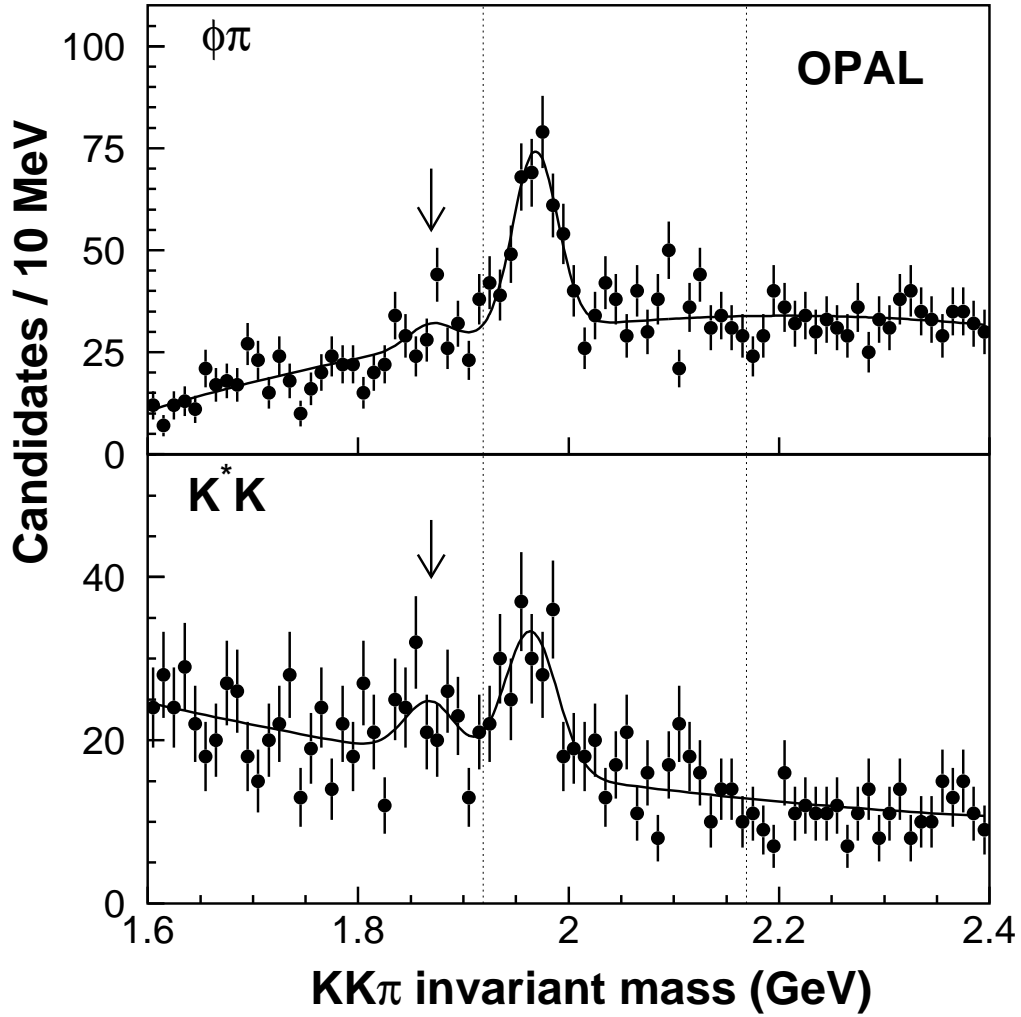 Candidates / 10 MeV
ϕπ
OPAL
100
75
50
25
0
K*K
40
20
0
1.6 1.8 2 2.2 2.4
KKπ invariant mass (GeV)